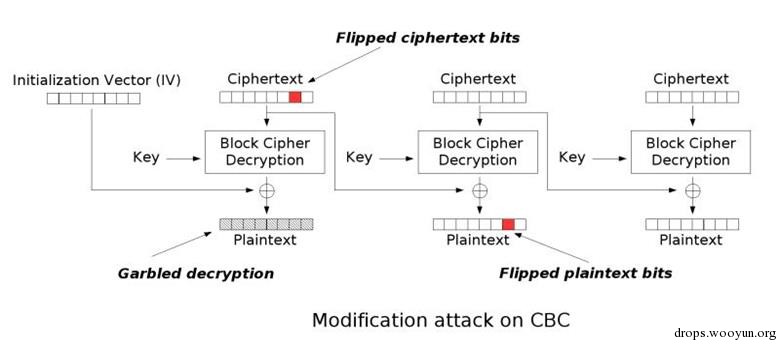 Flipped ciphertext bits
Initialization Vector (IV)
Ciphertext
Ciphertext
Ciphertext
Key
Block Cipher
Decryption
Key
Block Cipher
Decryption
Key
Block Cipher
Decryption
Plaintext
Plaintext
Plaintext
Garbled decryption
Flipped plaintext bits
Modification attack on CBC
drops.wooyun.org